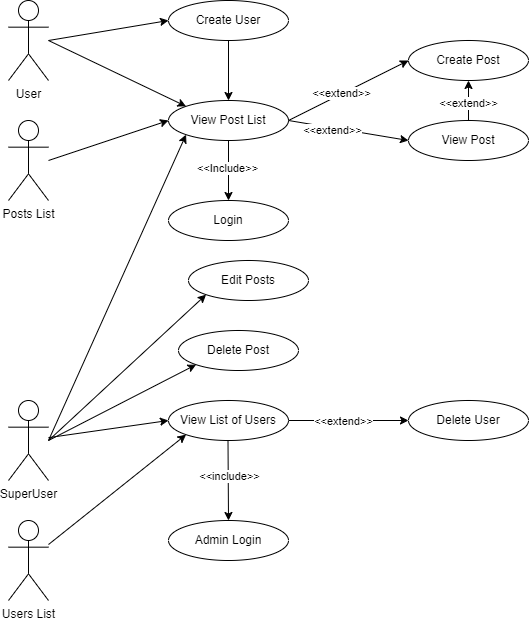 Create User
Create Post
User
<<extend>>
<<extend>>
View Post List
<<extend>>
View Post
<<Include>>
Posts List
Login
Edit Posts
Delete Post
View List of Users
<<extend>>
Delete User
<<include>>
SuperUser
Admin Login
Users List